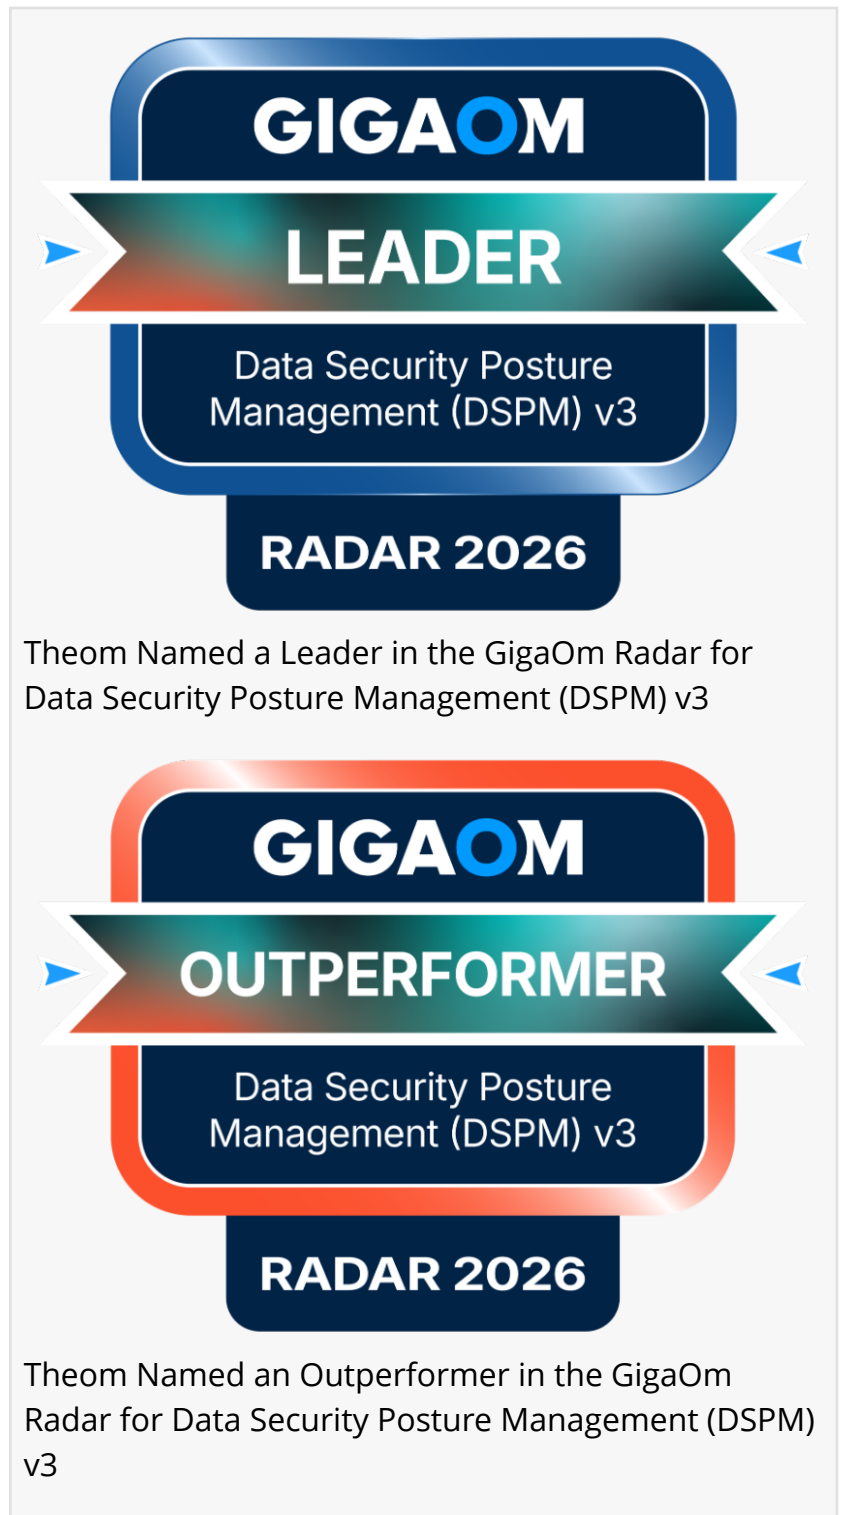 GIGAOM
LEADER
Data Security Posture
Management (DSPM) v3
RADAR 2026
Theom Named a Leader in the GigaOm Radar for
Data Security Posture Management (DSPM) v3
GIGAOM
OUTPERFORMER
Data Security Posture
Management (DSPM) v3
RADAR 2026
Theom Named an Outperformer in the GigaOm
Radar for Data Security Posture Management (DSPM)
v3